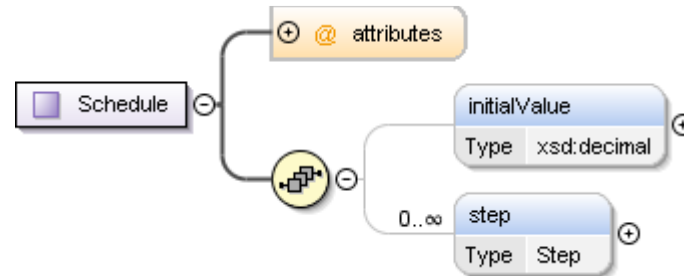 @ attributes
Schedule
initialValue
Type xsd:decimal
0..∞
step
Type Step